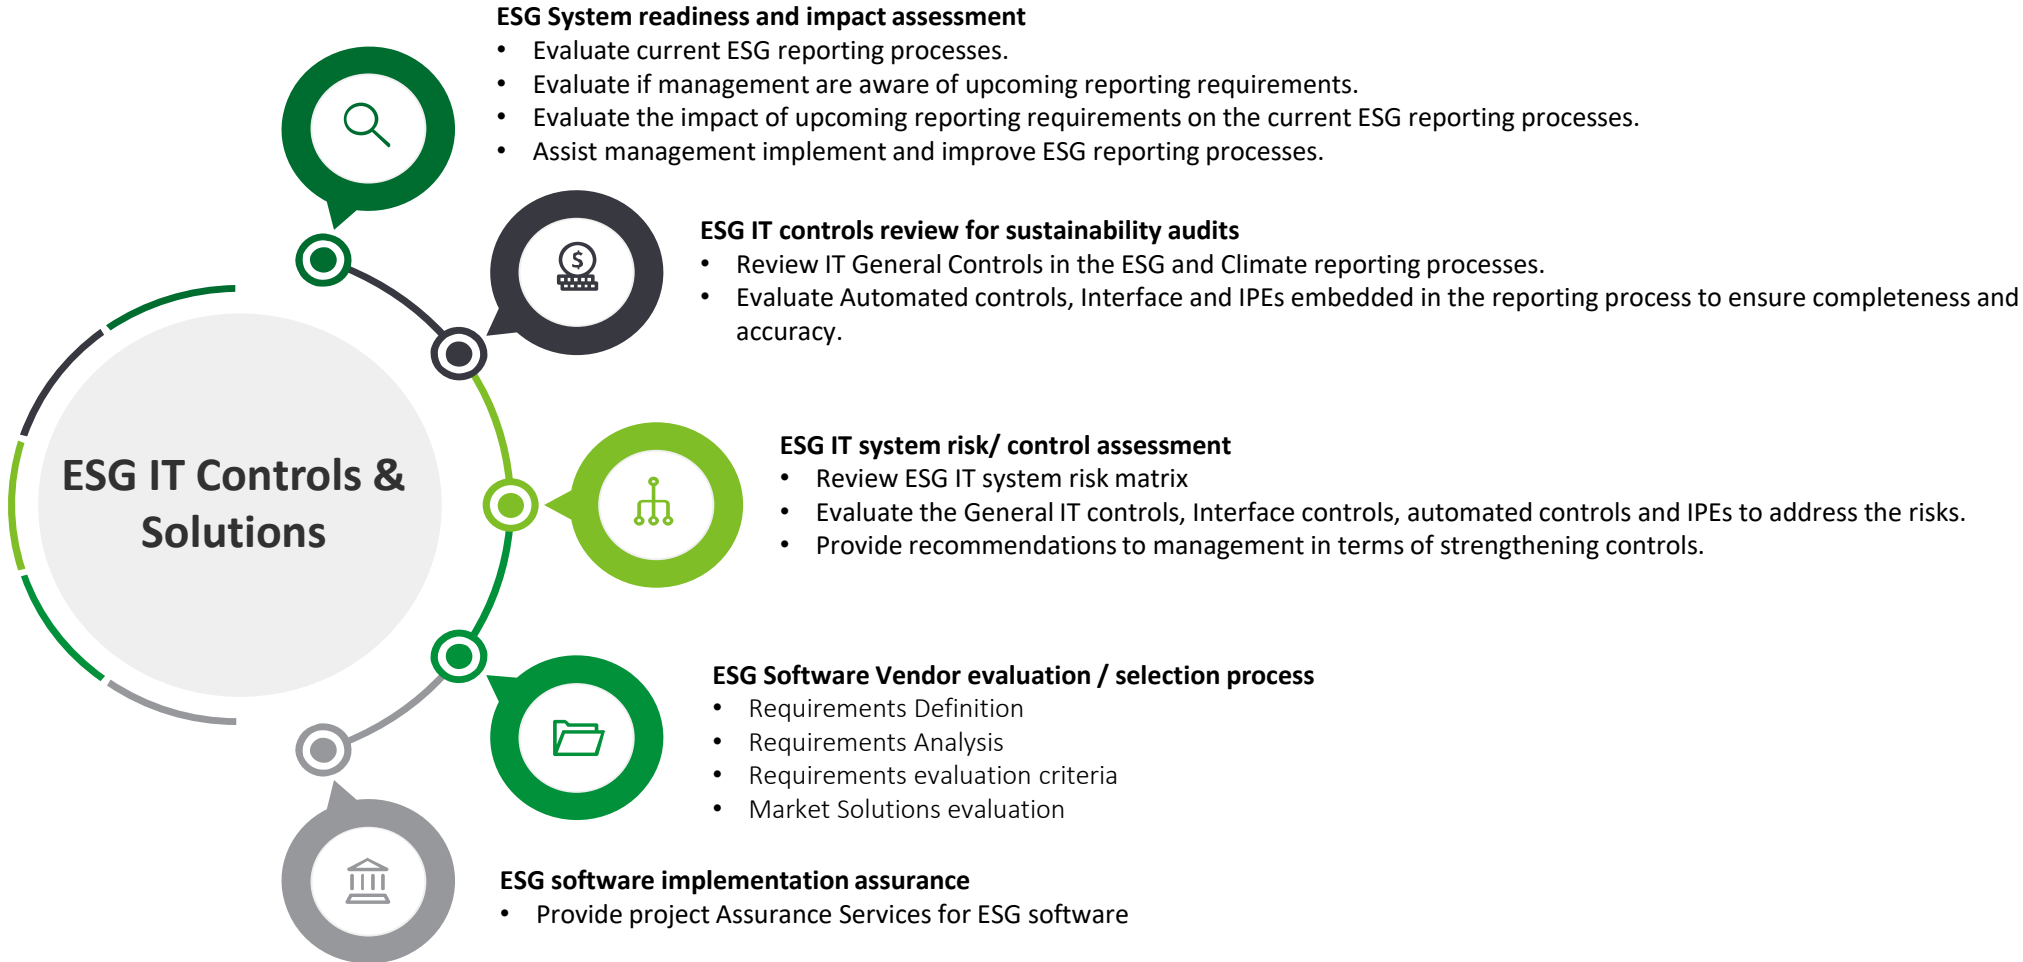 ESG System readiness and impact assessment
• Evaluate current ESG reporting processes.
• Evaluate if management are aware of upcoming reporting requirements.
• Evaluate the impact of upcoming reporting requirements on the current ESG reporting processes.
• Assist management implement and improve ESG reporting processes.
ESG IT controls review for sustainability audits
• Review IT General Controls in the ESG and Climate reporting processes.
• Evaluate Automated controls, Interface and IPEs embedded in the reporting process to ensure completeness and
accuracy.
ESG IT Controls &
Solutions
ESG IT system risk/ control assessment
• Review ESG IT system risk matrix
• Evaluate the General IT controls, Interface controls, automated controls and IPEs to address the risks.
• Provide recommendations to management in terms of strengthening controls.
ESG Software Vendor evaluation / selection process
• Requirements Definition
• Requirements Analysis
• Requirements evaluation criteria
• Market Solutions evaluation
ESG software implementation assurance
• Provide project Assurance Services for ESG software
$